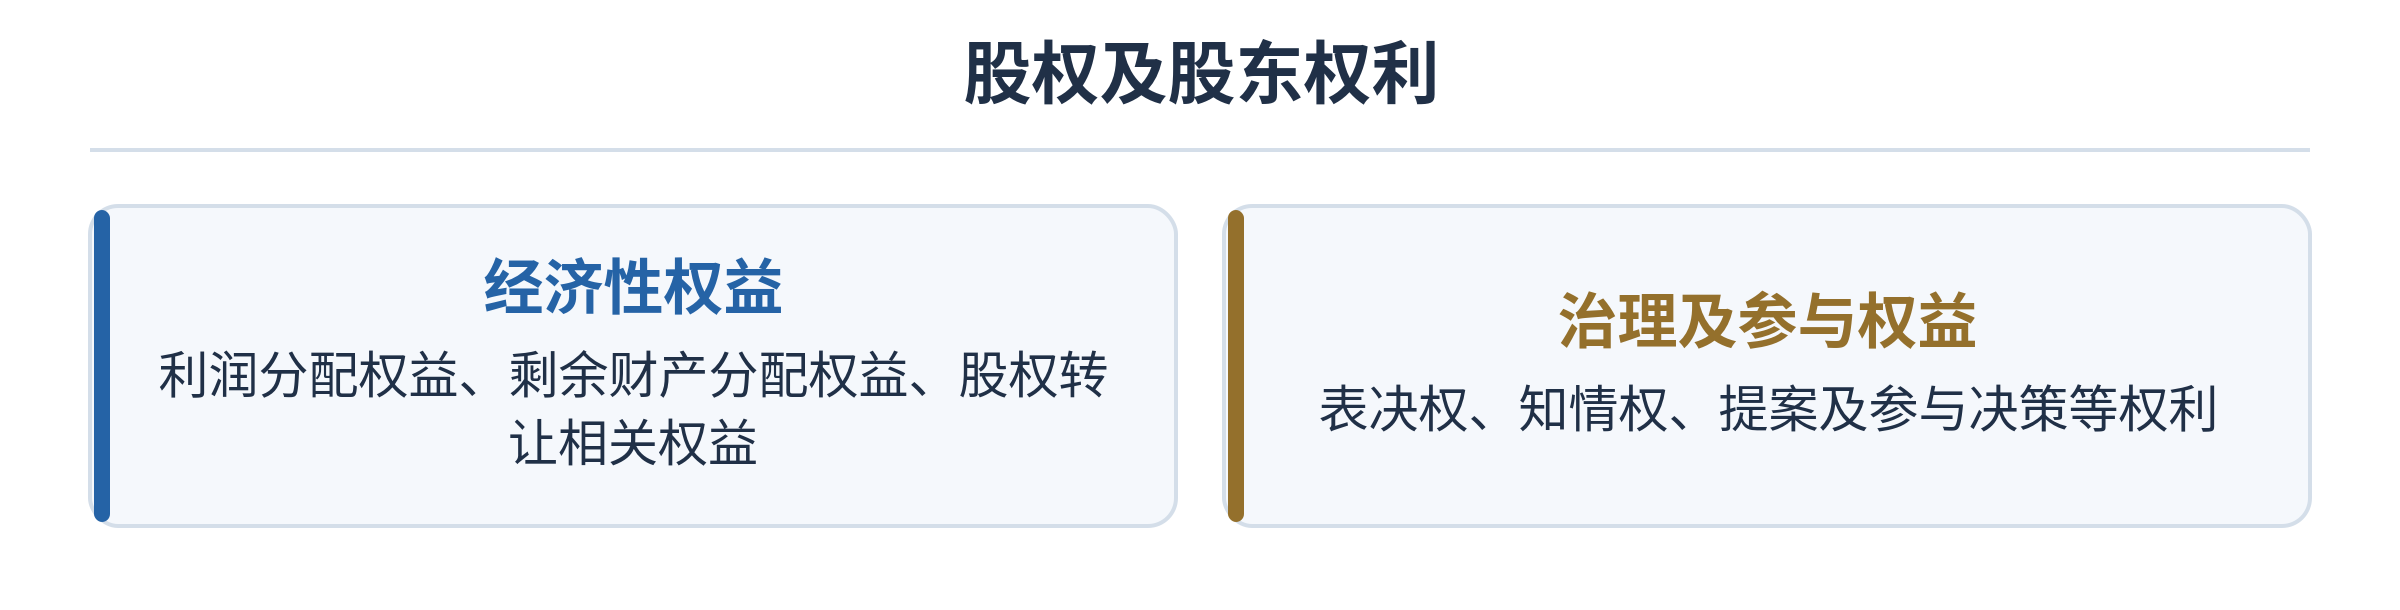 股权及股东权利
经济性权益
利润分配权益、剩余财产分配权益、股权转
让相关权益
治理及参与权益
表决权、知情权、提案及参与决策等权利